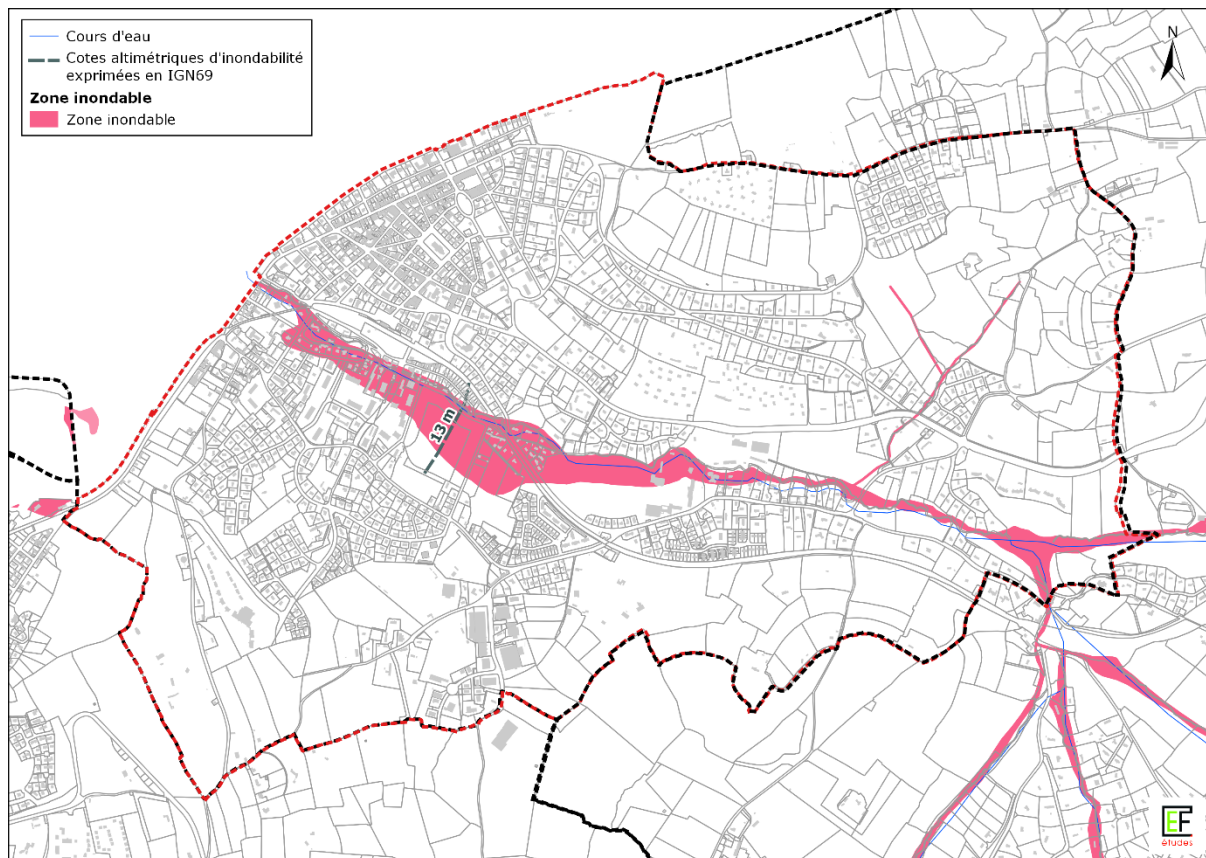 Cours d'eau
Cotes altimétriques d'inondabilité
exprimées en IGN69
Zone inondable
Zone inondable
N
13 m
EF
études